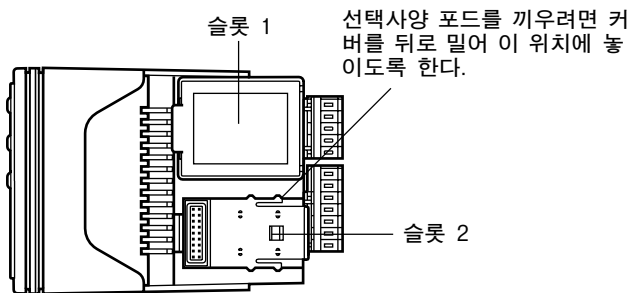 슬롯 1
선택사양 포드를 끼우려면 커
버를 뒤로 밀어 이 위치에 놓
이도록 한다.
슬롯 2